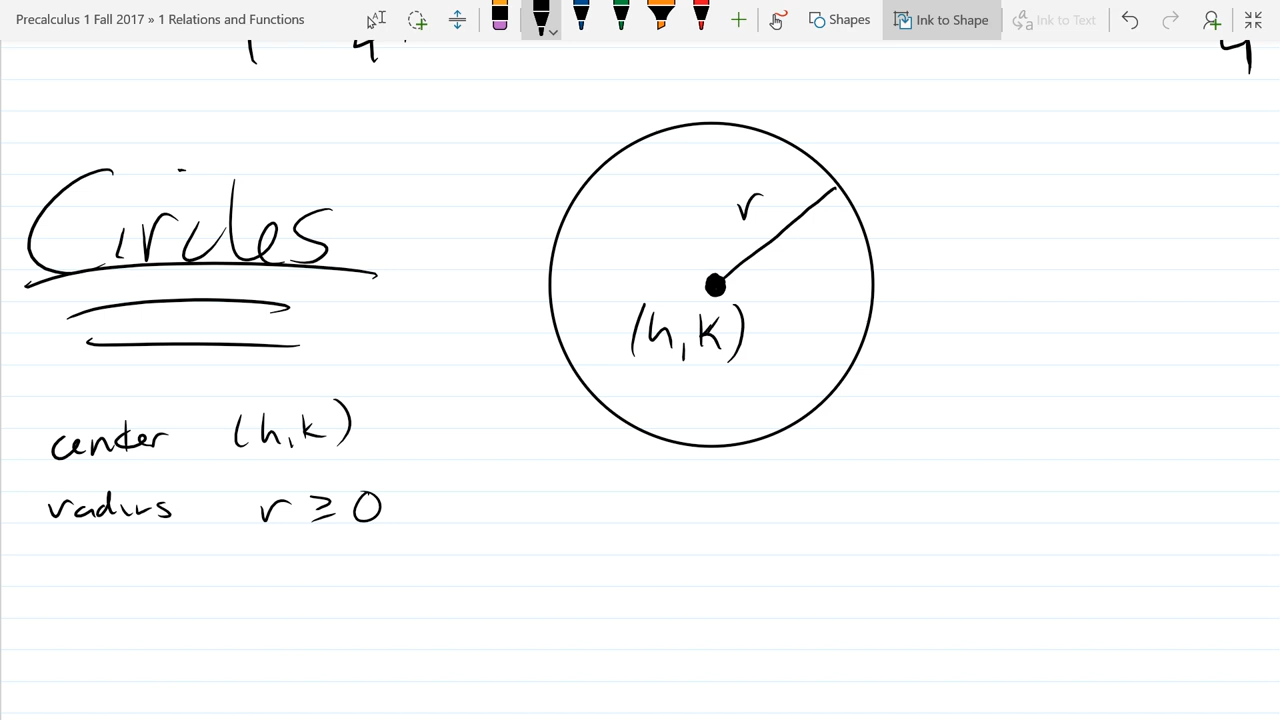 Precalculus 1 Fall 2017 » 1 Relations and Functions
Shapes
Ink to Shape
Ink to Text
Circles
r
(h, k)
center (h, k)
radius r ≥ 0